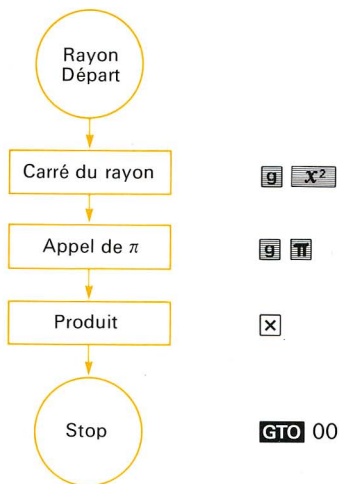 Rayon
Départ
Carré du rayon g x²
Appel de π g π
Produit ×
Stop GTO 00